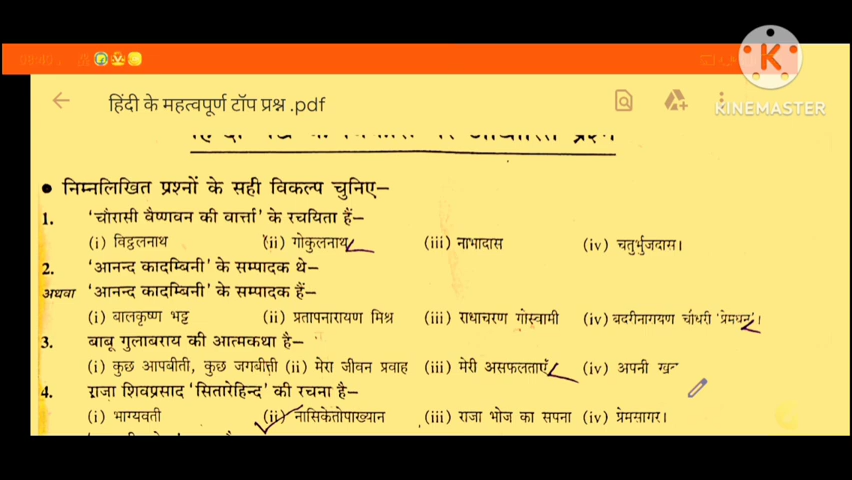 KINEMASTER
हिंदी के महत्वपूर्ण टॉप प्रश्न .pdf
● निम्नलिखित प्रश्नों के सही विकल्प चुनिए–
1. 'चौरासी वैष्णवन की वार्त्ता' के रचयिता हैं–
(i) विट्ठलनाथ (ii) गोकुलनाथ (iii) नाभादास (iv) चतुर्भुजदास।
2. 'आनन्द कादम्बिनी' के सम्पादक थे–
अथवा 'आनन्द कादम्बिनी' के सम्पादक हैं–
(i) बालकृष्ण भट्ट (ii) प्रतापनारायण मिश्र (iii) राधाचरण गोस्वामी (iv) बदरीनारायण चौधरी 'प्रेमघन'।
3. बाबू गुलाबराय की आत्मकथा है–
(i) कुछ आपबीती, कुछ जगबीती (ii) मेरा जीवन प्रवाह (iii) मेरी असफलताएँ (iv) अपनी
4. राजा शिवप्रसाद 'सितारेहिन्द' की रचना है–
(i) भाग्यवती (ii) नासिकेतोपाख्यान (iii) राजा भोज का सपना (iv) प्रेमसागर।